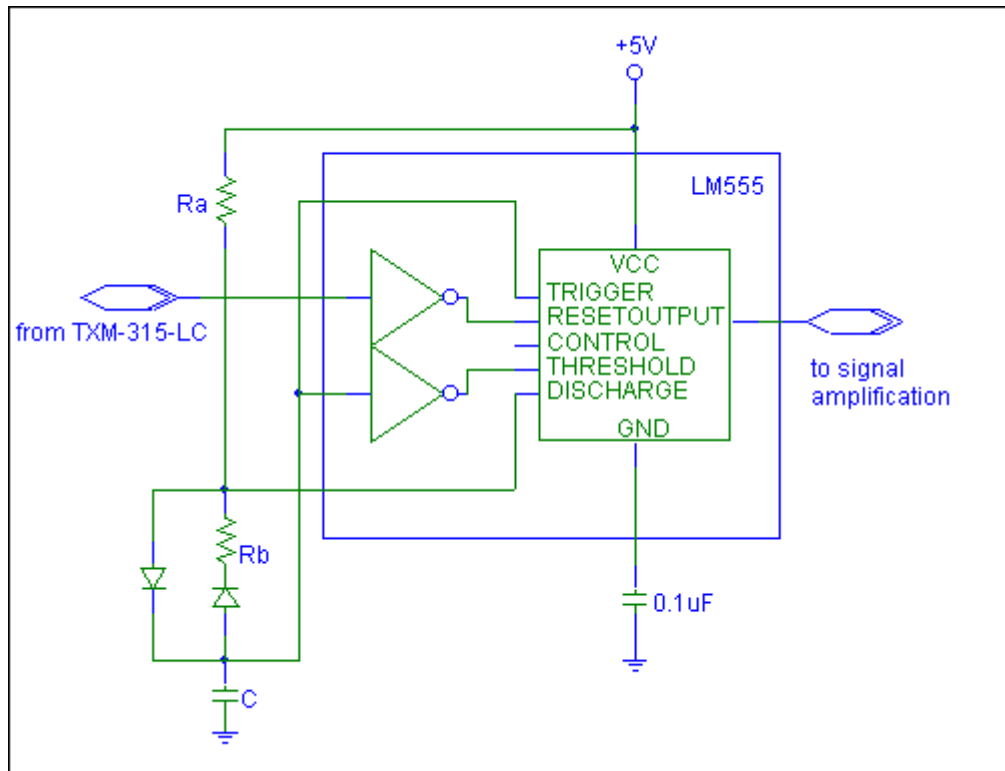 +5V
LM555
Ra
VCC
TRIGGER
from TXM-315-LC
RESETOUTPUT
CONTROL
THRESHOLD
DISCHARGE
to signal
amplification
GND
Rb
0.1uF
C